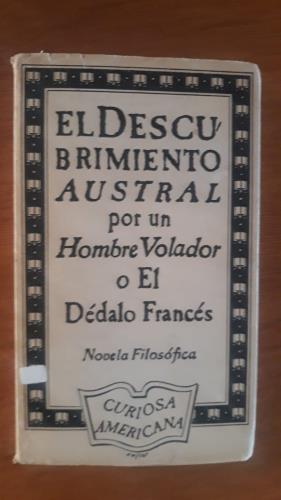 EL DESCU-
BRIMIENTO
AUSTRAL
por un
Hombre Volador
o El
Dédalo Francés
Novela Filosófica
CURIOSA
AMERICANA